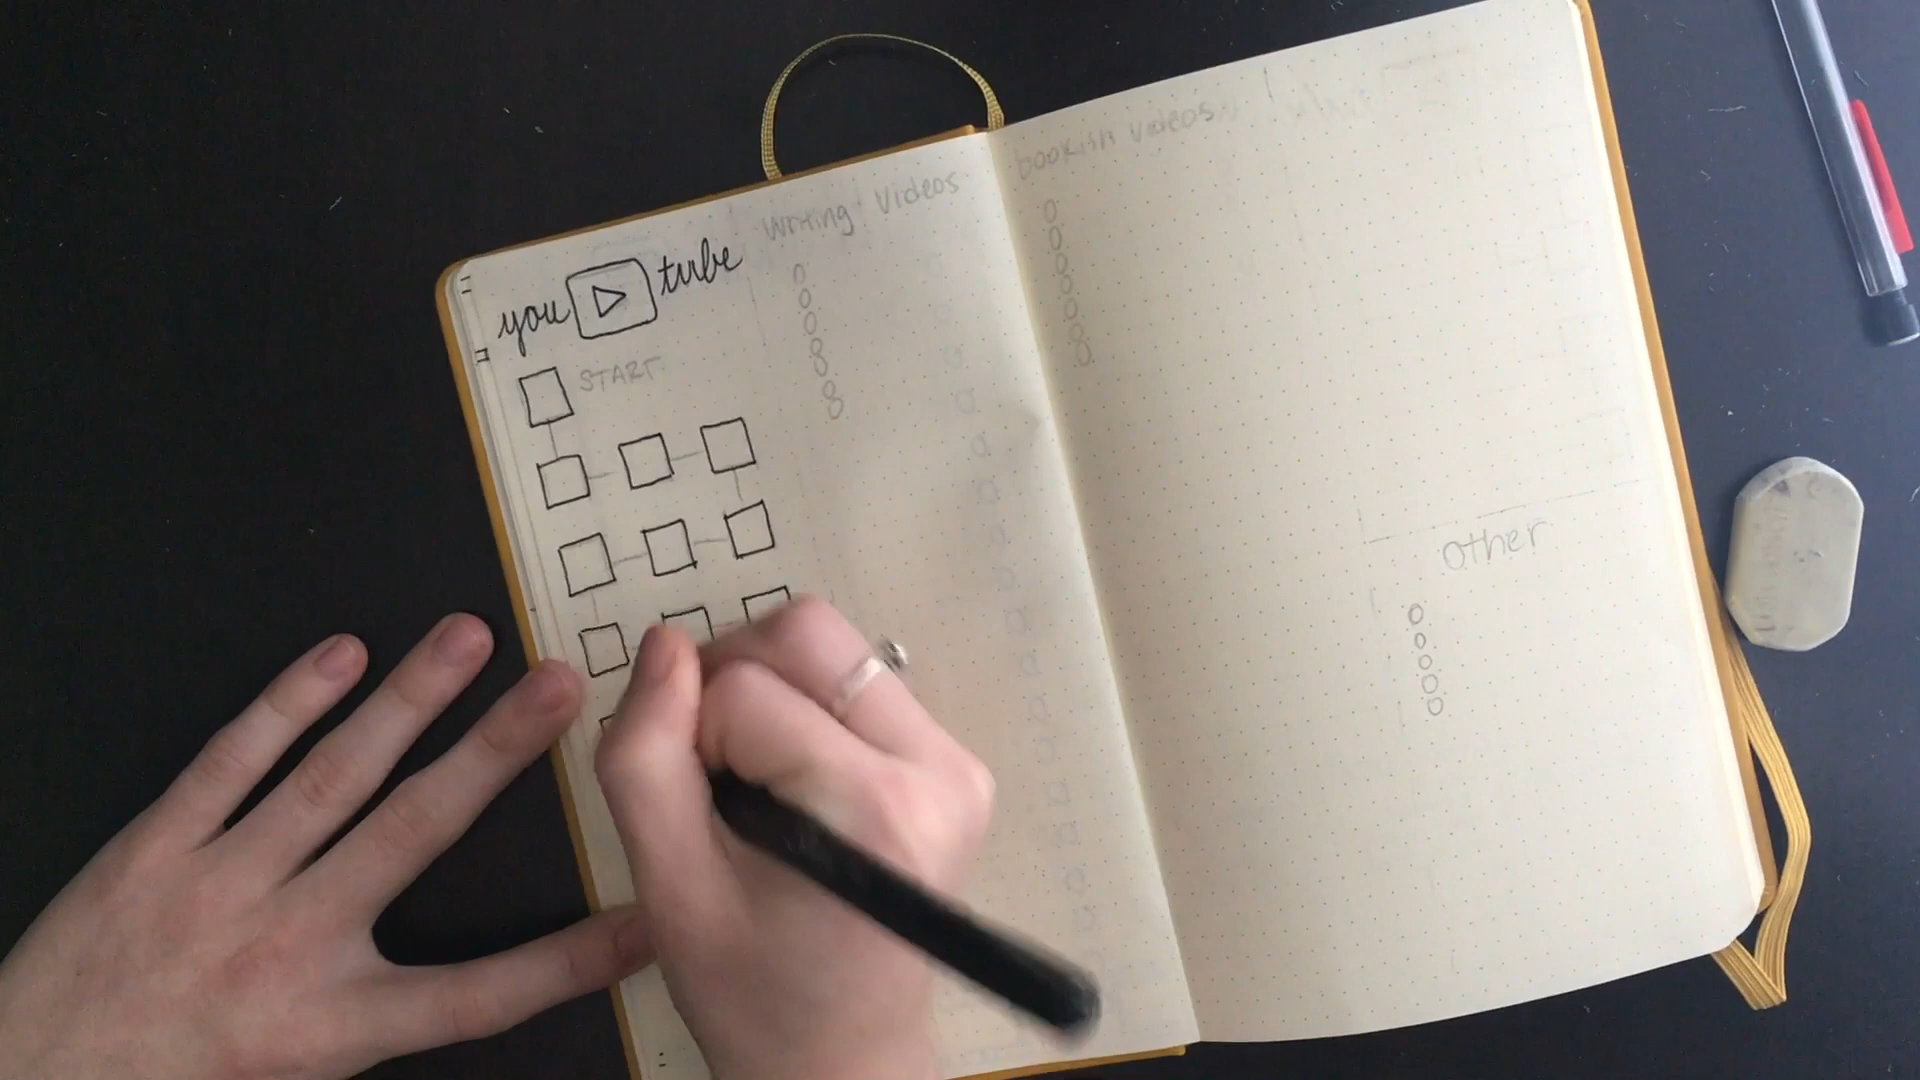 you tube
START
writing videos
bookish videos
other